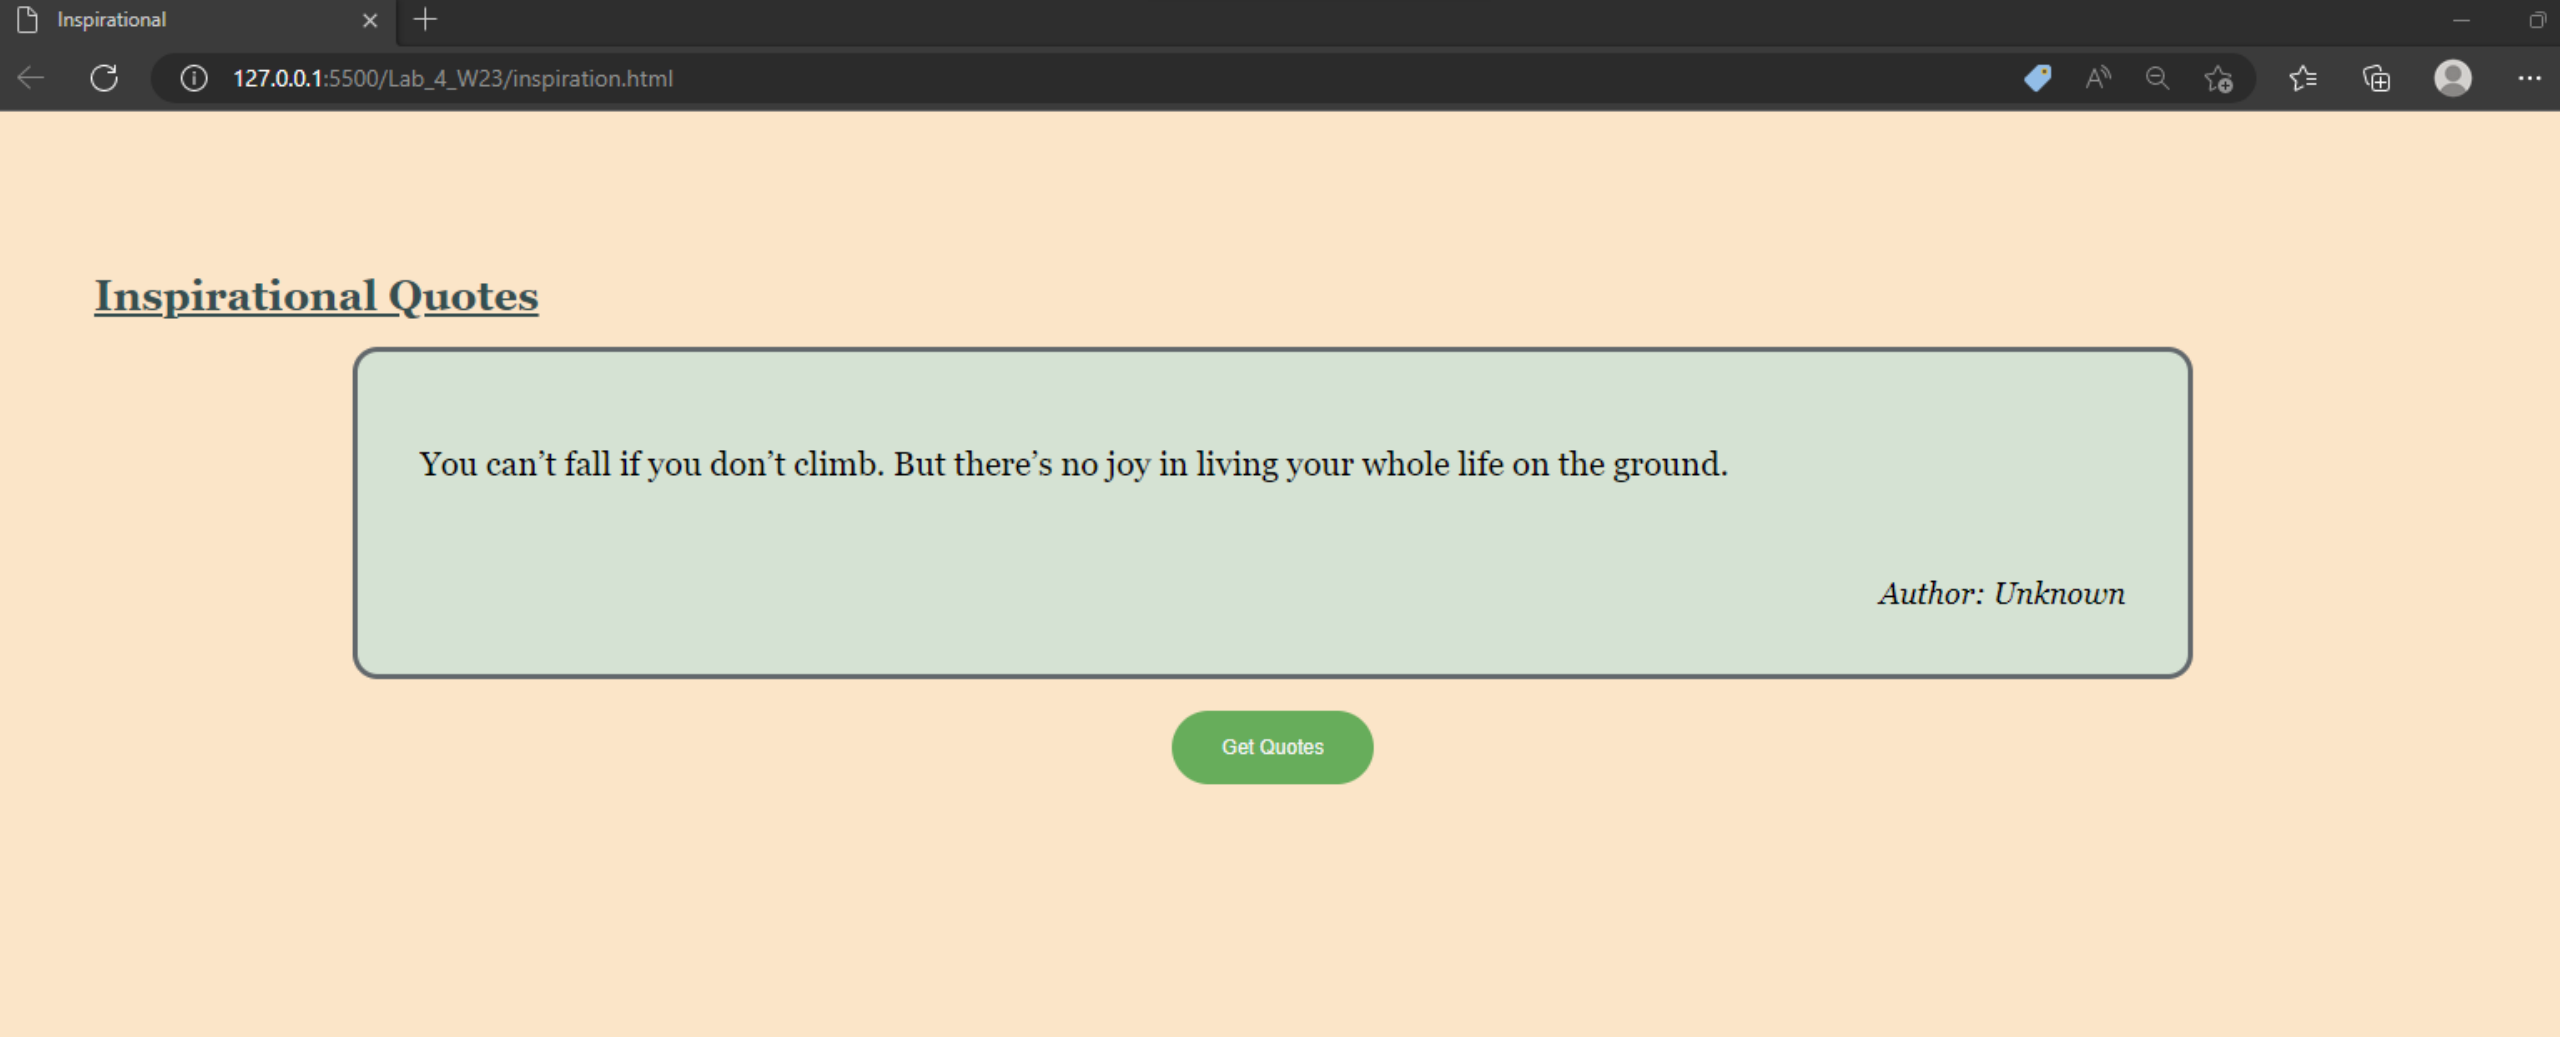 Inspirational
127.0.0.1:5500/Lab_4_W23/inspiration.html
Inspirational Quotes
You can’t fall if you don’t climb. But there’s no joy in living your whole life on the ground.
Author: Unknown
Get Quotes